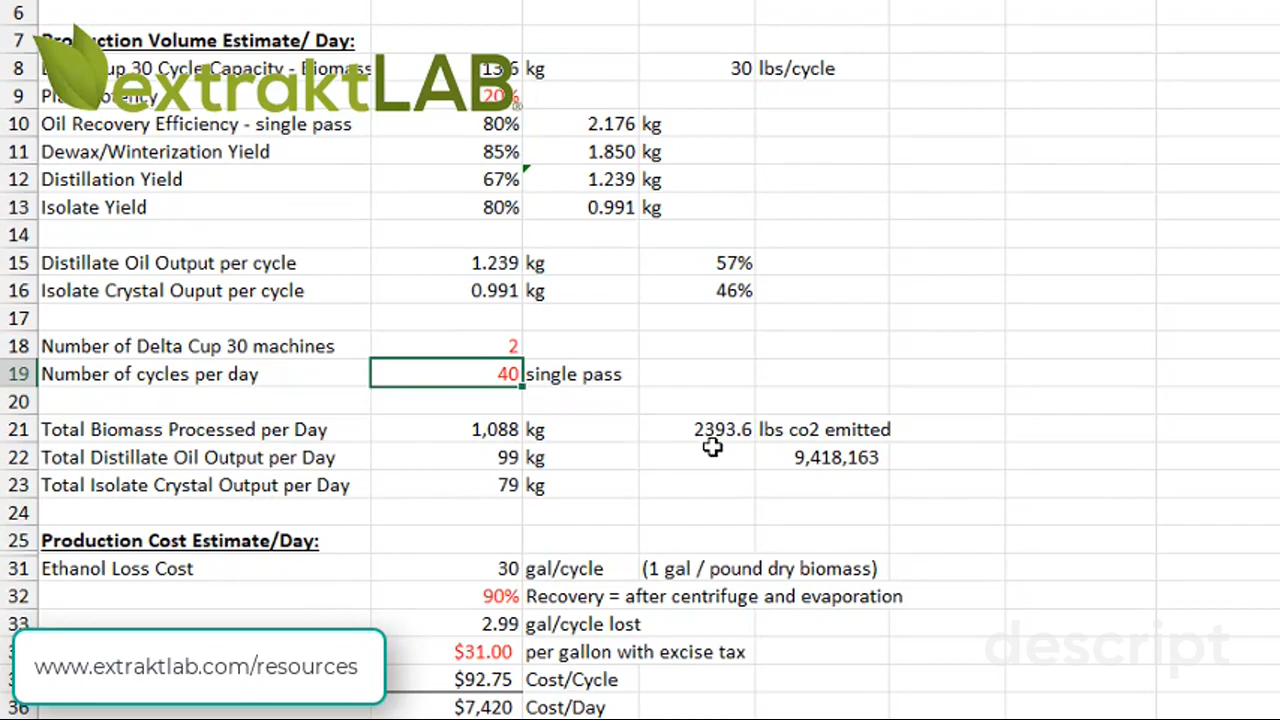 6
7 Production Volume Estimate/ Day:
8 Cup 30 Cycle Capacity - Biomass 13.6 kg 30 lbs/cycle
extraktLAB®
9 Potency 20%
10 Oil Recovery Efficiency - single pass 80% 2.176 kg
11 Dewax/Winterization Yield 85% 1.850 kg
12 Distillation Yield 67% 1.239 kg
13 Isolate Yield 80% 0.991 kg
14
15 Distillate Oil Output per cycle 1.239 kg 57%
16 Isolate Crystal Ouput per cycle 0.991 kg 46%
17
18 Number of Delta Cup 30 machines 2
19 Number of cycles per day 40 single pass
20
21 Total Biomass Processed per Day 1,088 kg 2393.6 lbs co2 emitted
22 Total Distillate Oil Output per Day 99 kg 9,418,163
23 Total Isolate Crystal Output per Day 79 kg
24
25 Production Cost Estimate/Day:
31 Ethanol Loss Cost 30 gal/cycle (1 gal / pound dry biomass)
32 90% Recovery = after centrifuge and evaporation
33 2.99 gal/cycle lost
$31.00 per gallon with excise tax
www.extraktlab.com/resources
descript
$92.75 Cost/Cycle
36 $7,420 Cost/Day